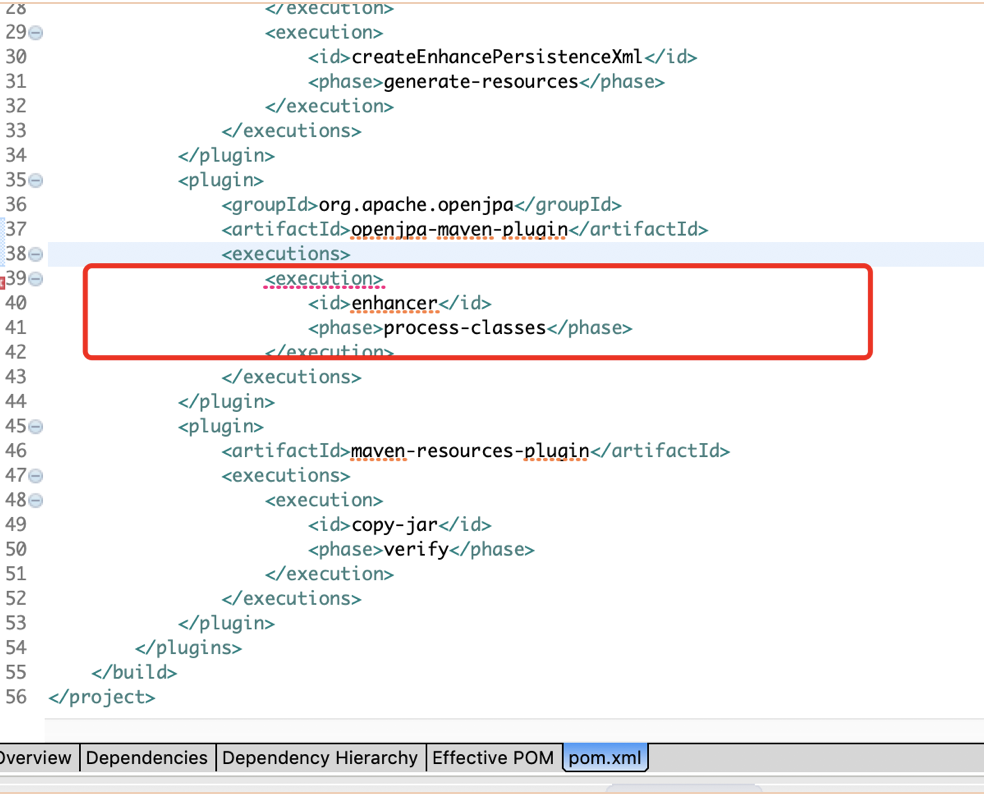 28                         </execution>
29                         <execution>
30                             <id>createEnhancePersistenceXml</id>
31                             <phase>generate-resources</phase>
32                         </execution>
33                     </executions>
34                 </plugin>
35                 <plugin>
36                     <groupId>org.apache.openjpa</groupId>
37                     <artifactId>openjpa-maven-plugin</artifactId>
38                     <executions>
39                         <execution>
40                             <id>enhancer</id>
41                             <phase>process-classes</phase>
42                         </execution>
43                     </executions>
44                 </plugin>
45                 <plugin>
46                     <artifactId>maven-resources-plugin</artifactId>
47                     <executions>
48                         <execution>
49                             <id>copy-jar</id>
50                             <phase>verify</phase>
51                         </execution>
52                     </executions>
53                 </plugin>
54             </plugins>
55         </build>
56 </project>
Overview Dependencies Dependency Hierarchy Effective POM pom.xml